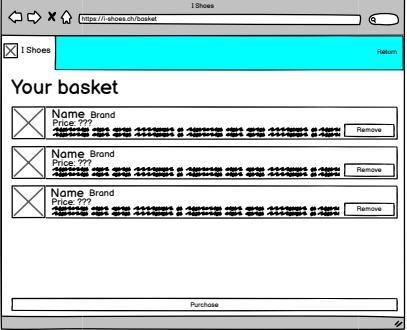 I Shoes
https://i-shoes.ch/basket
I Shoes
Return
Your basket
Name Brand
Price: ???
Remove
Name Brand
Price: ???
Remove
Name Brand
Price: ???
Remove
Purchase